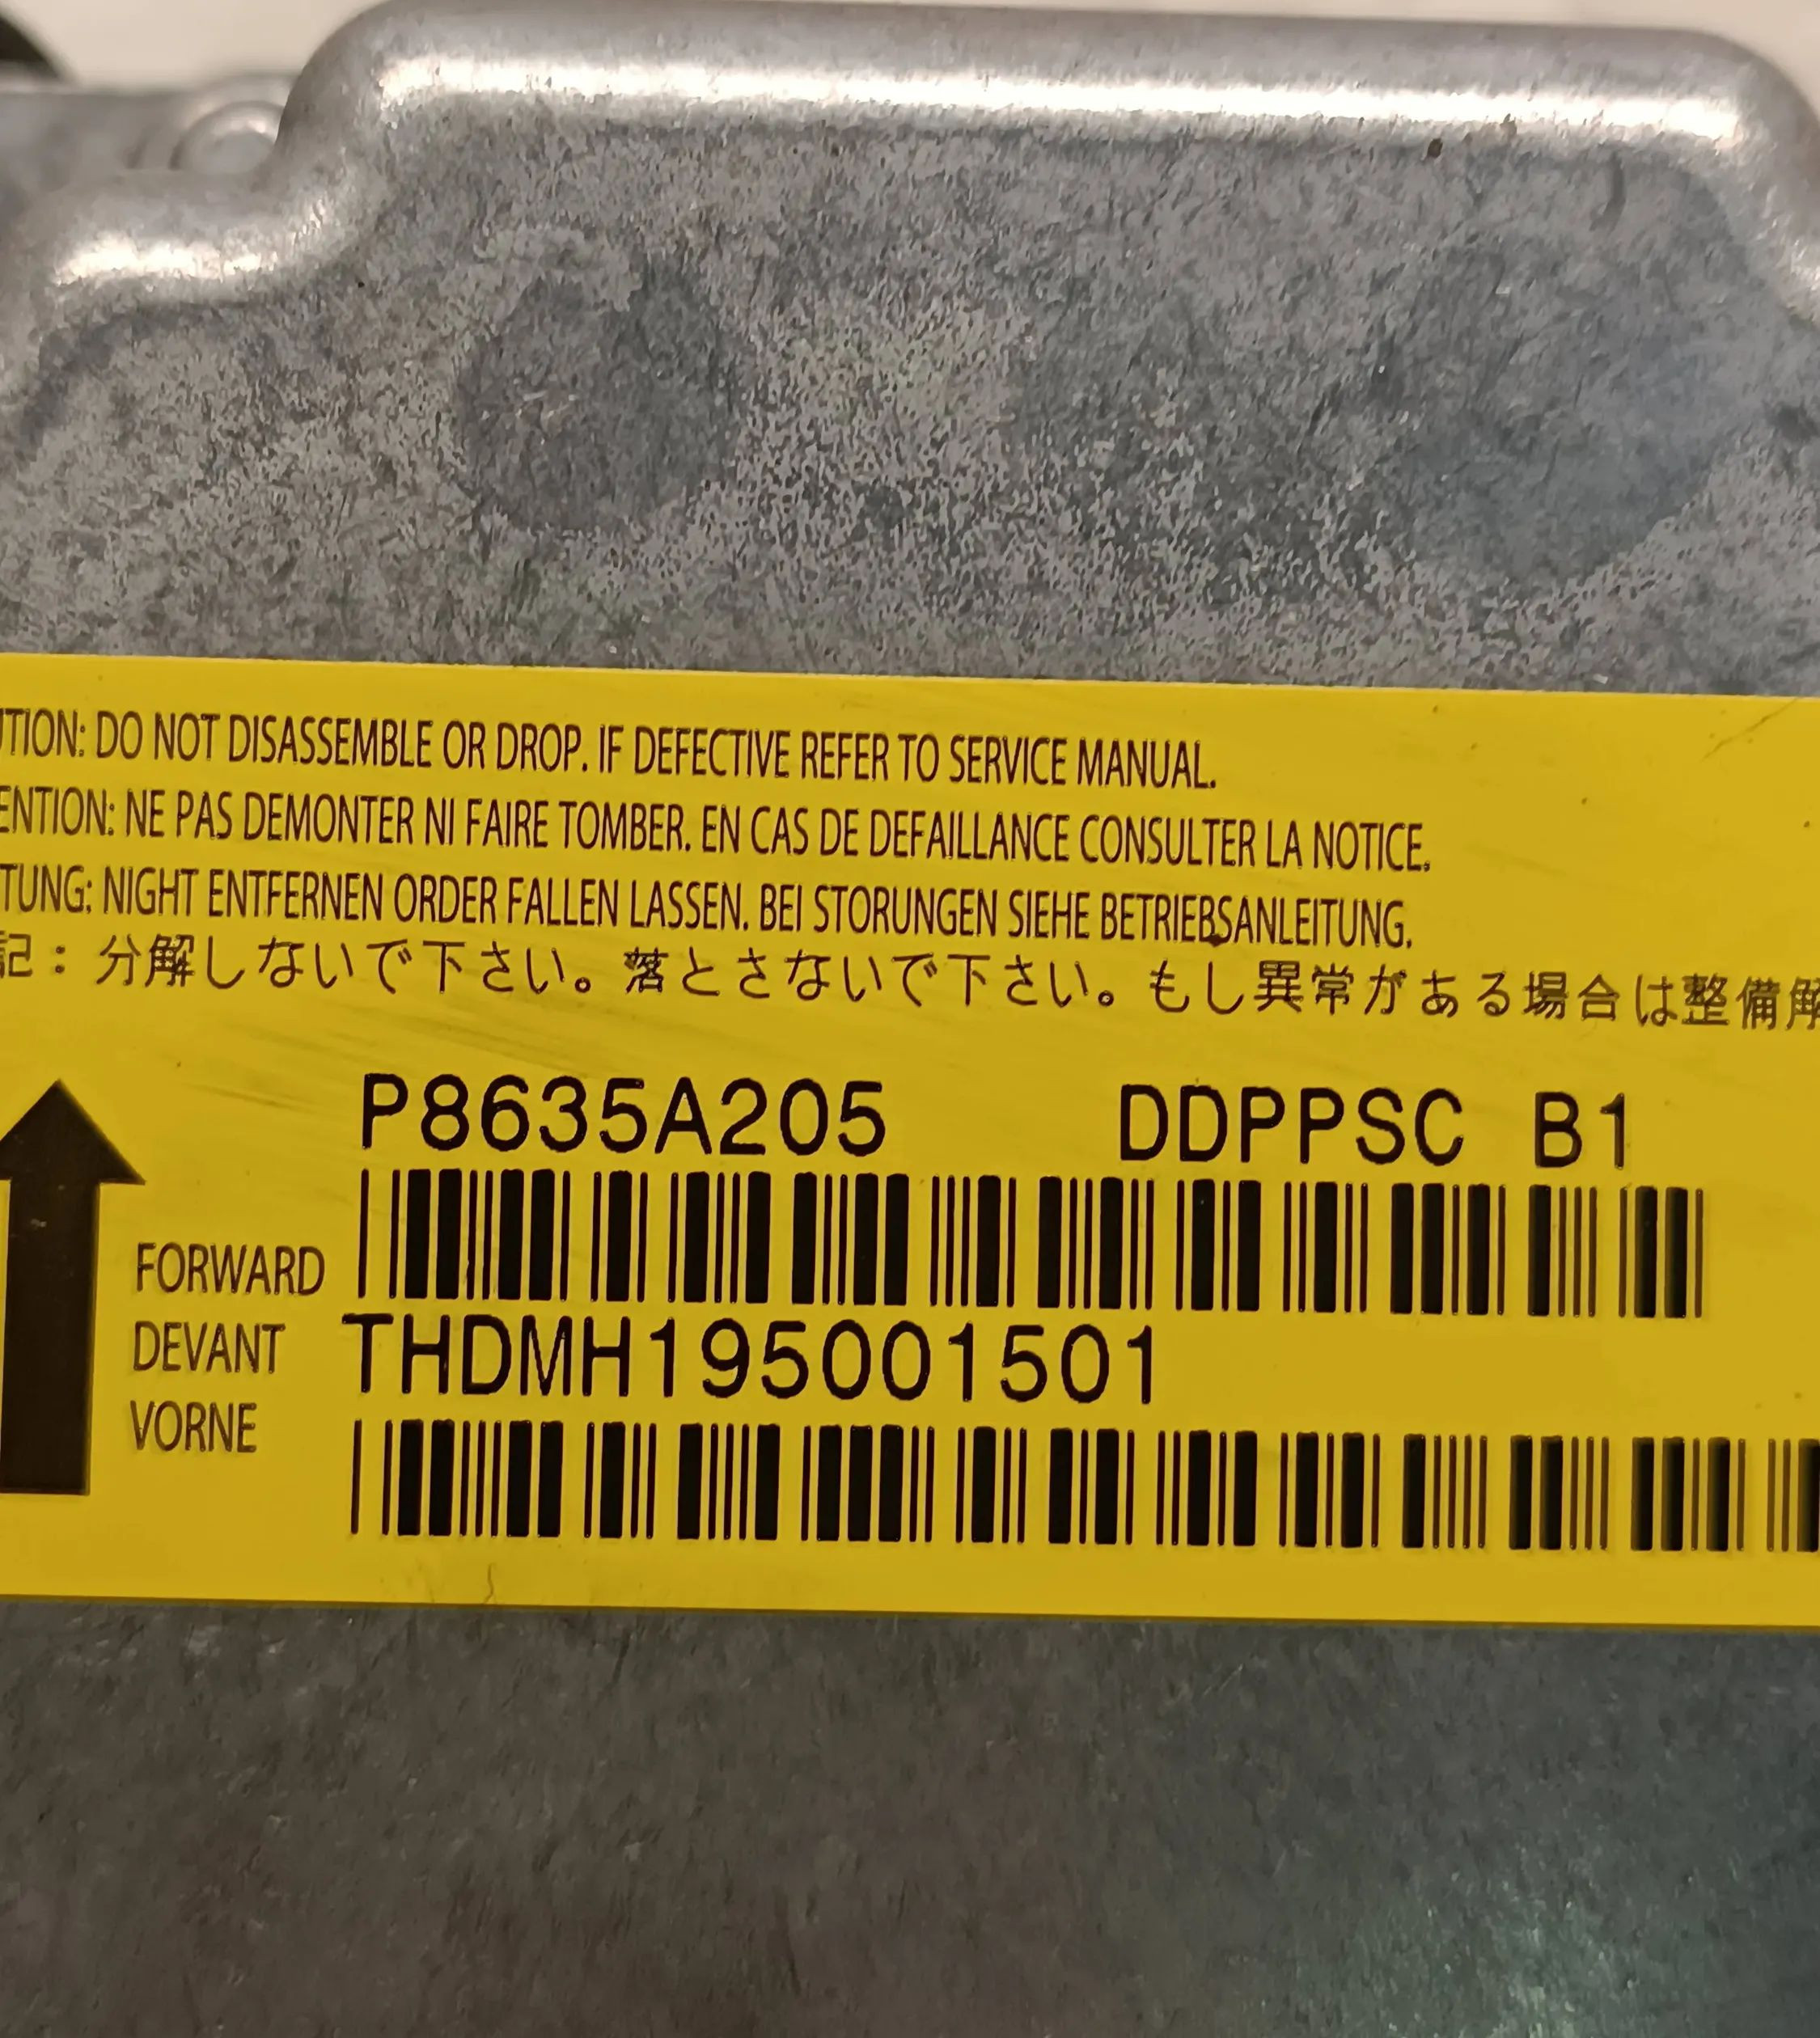 TION: DO NOT DISASSEMBLE OR DROP. IF DEFECTIVE REFER TO SERVICE MANUAL.
ENTION: NE PAS DEMONTER NI FAIRE TOMBER. EN CAS DE DEFAILLANCE CONSULTER LA NOTICE.
TUNG: NIGHT ENTFERNEN ORDER FALLEN LASSEN. BEI STORUNGEN SIEHE BETRIEBSANLEITUNG.
記：分解しないで下さい。落とさないで下さい。もし異常がある場合は整備解
P8635A205 DDPPSC B1
FORWARD
THDMH195001501
DEVANT
VORNE